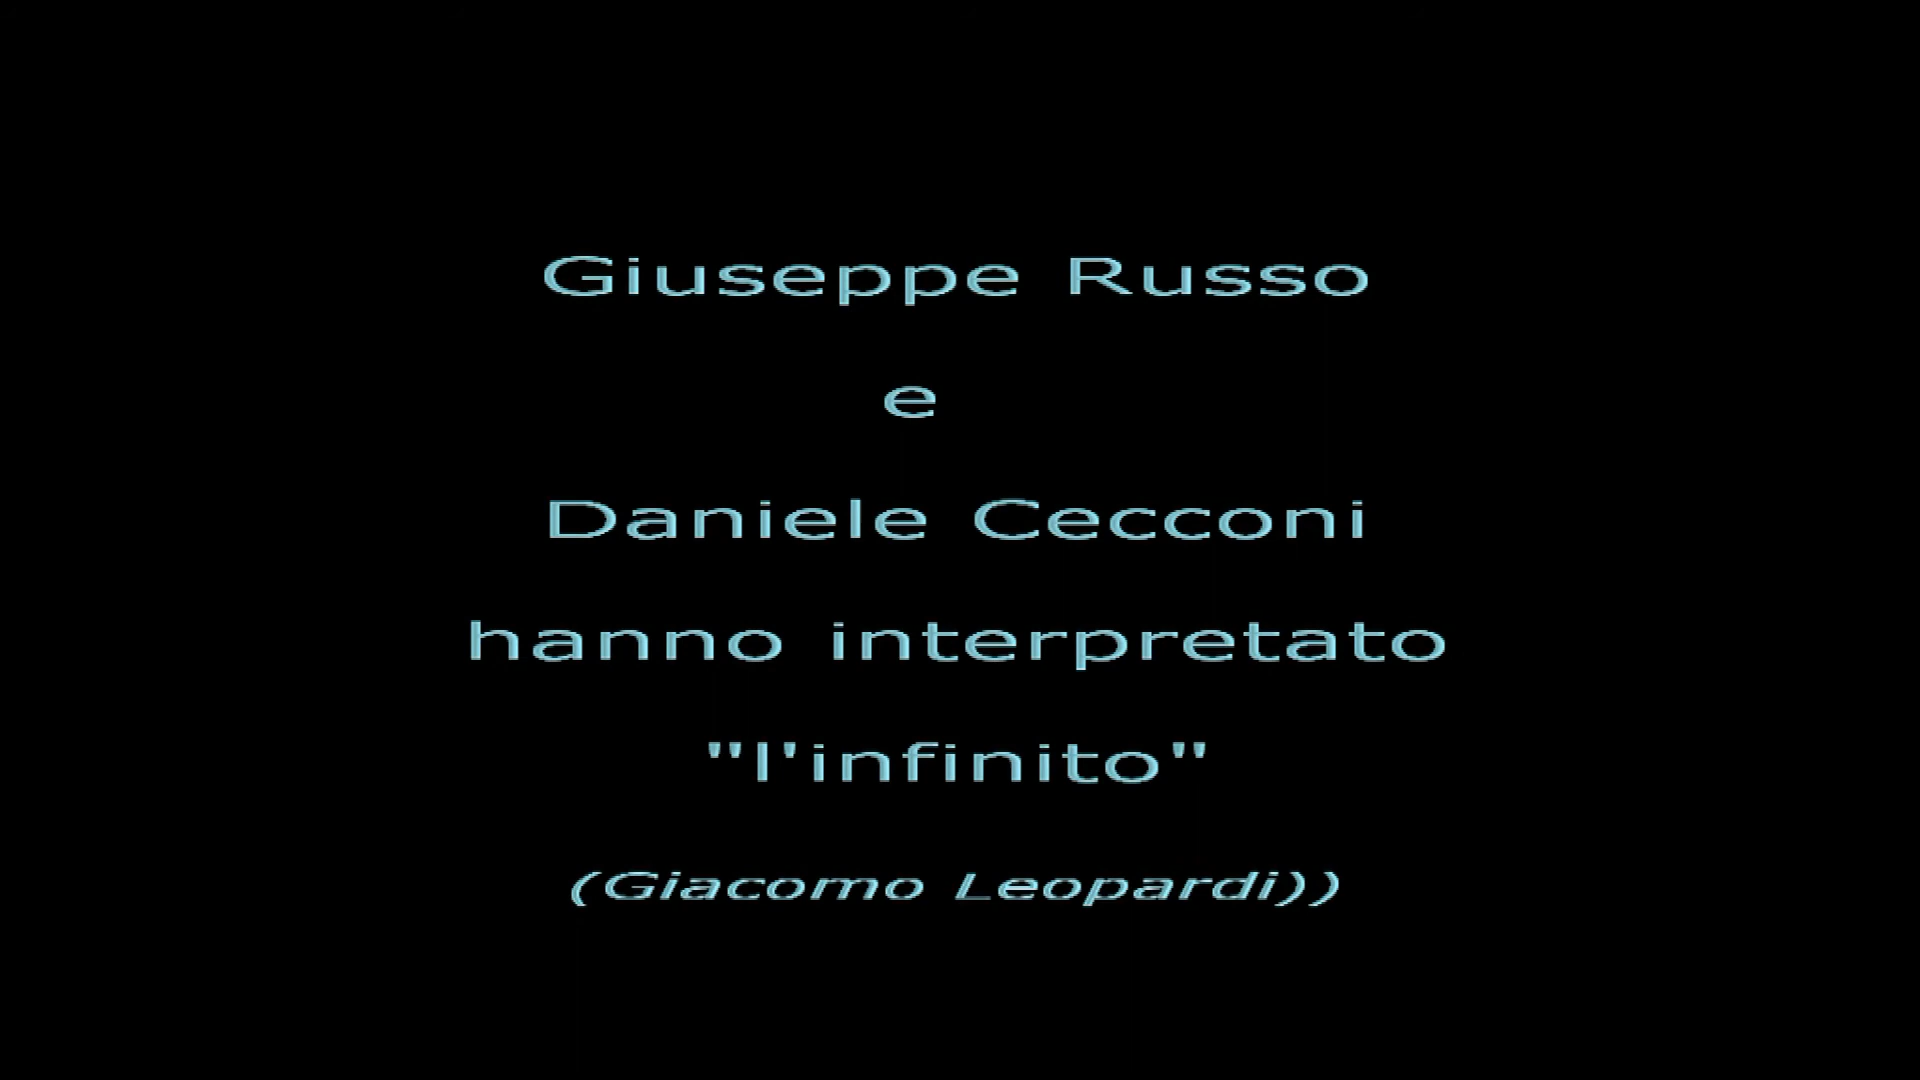 Giuseppe Russo
e
Daniele Cecconi
hanno interpretato
"l'infinito"
(Giacomo Leopardi))